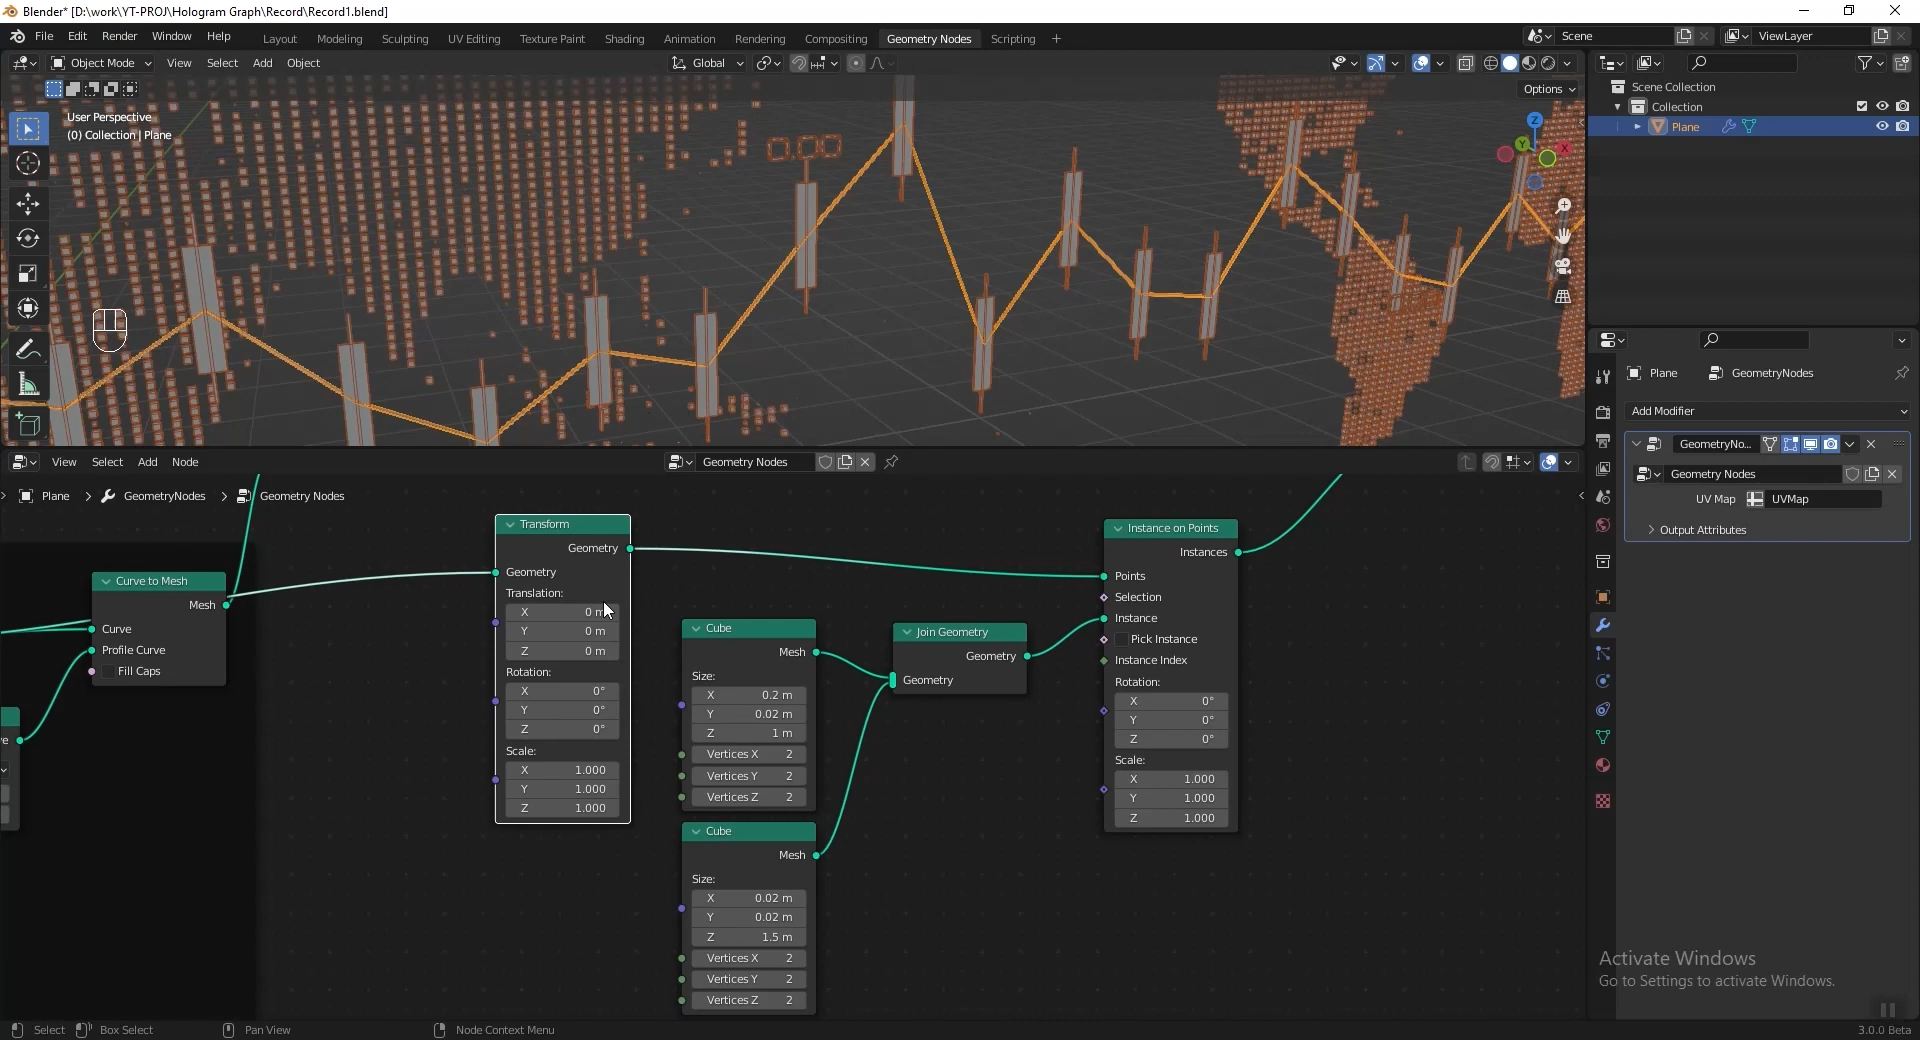 Blender* [D:\work\YT-PROJ\Hologram Graph\Record\Record1.blend]
File Edit Render Window Help Layout Modeling Sculpting UV Editing Texture Paint Shading Animation Rendering Compositing Geometry Nodes Scripting + Scene ViewLayer
Object Mode View Select Add Object Global
Options
User Perspective
(0) Collection | Plane
Z
Y
X
0.00
Scene Collection
Collection
Plane
Plane GeometryNodes
Add Modifier
GeometryNo...
Geometry Nodes
UV Map UVMap
Output Attributes
View Select Add Node Geometry Nodes
Plane GeometryNodes Geometry Nodes
Curve to Mesh
Mesh
Curve
Profile Curve
Fill Caps
Transform
Geometry
Geometry
Translation:
X 0 m
Y 0 m
Z 0 m
Rotation:
X 0°
Y 0°
Z 0°
Scale:
X 1.000
Y 1.000
Z 1.000
Cube
Mesh
Size:
X 0.2 m
Y 0.02 m
Z 1 m
Vertices X 2
Vertices Y 2
Vertices Z 2
Cube
Mesh
Size:
X 0.02 m
Y 0.02 m
Z 1.5 m
Vertices X 2
Vertices Y 2
Vertices Z 2
Join Geometry
Geometry
Geometry
Instance on Points
Instances
Points
Selection
Instance
Pick Instance
Instance Index
Rotation:
X 0°
Y 0°
Z 0°
Scale:
X 1.000
Y 1.000
Z 1.000
Activate Windows
Go to Settings to activate Windows.
Select Box Select Pan View Node Context Menu 3.0.0 Beta